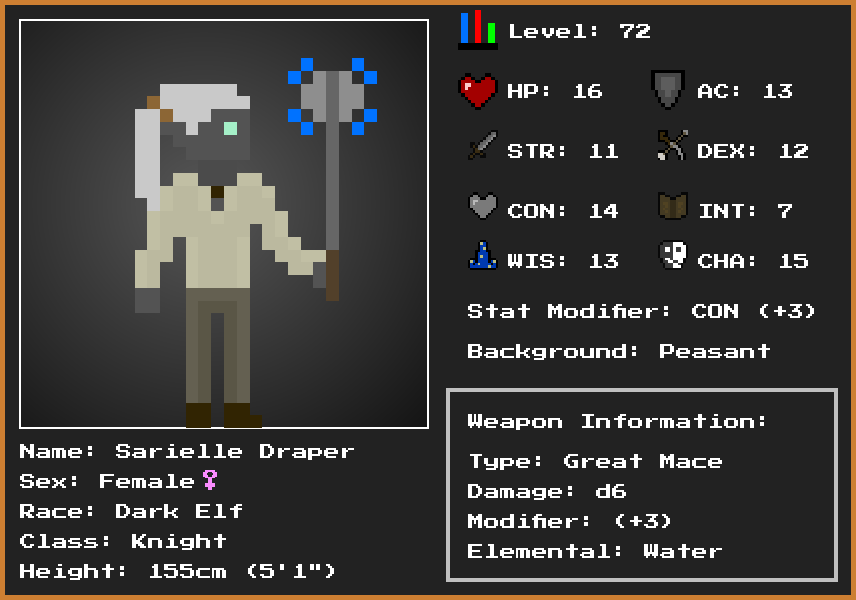 Level: 72
HP: 16
AC: 13
STR: 11
DEX: 12
CON: 14
INT: 7
WIS: 13
CHA: 15
Stat Modifier: CON (+3)
Background: Peasant
Weapon Information:
Type: Great Mace
Damage: d6
Modifier: (+3)
Elemental: Water
Name: Sarielle Draper
Sex: Female♀
Race: Dark Elf
Class: Knight
Height: 155cm (5'1")